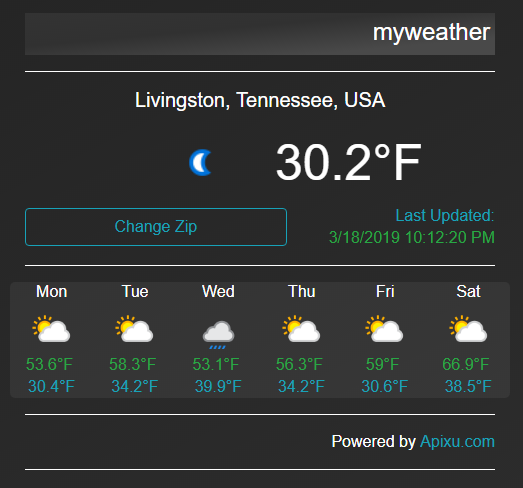 myweather
Livingston, Tennessee, USA
30.2°F
Change Zip
Last Updated:
3/18/2019 10:12:20 PM
Mon Tue Wed Thu Fri Sat
53.6°F 58.3°F 53.1°F 56.3°F 59°F 66.9°F
30.4°F 34.2°F 39.9°F 34.2°F 30.6°F 38.5°F
Powered by Apixu.com